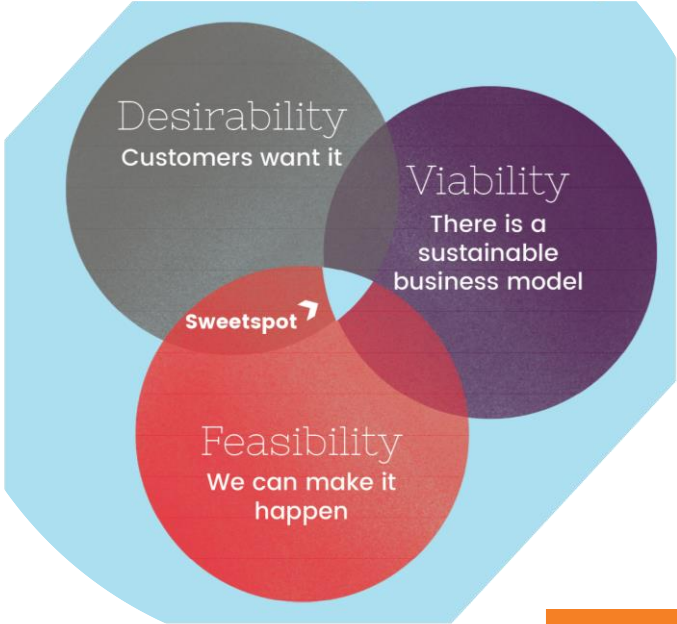 Desirability
Customers want it
Viability
There is a
sustainable
business model
Sweetspot
Feasibility
We can make it
happen